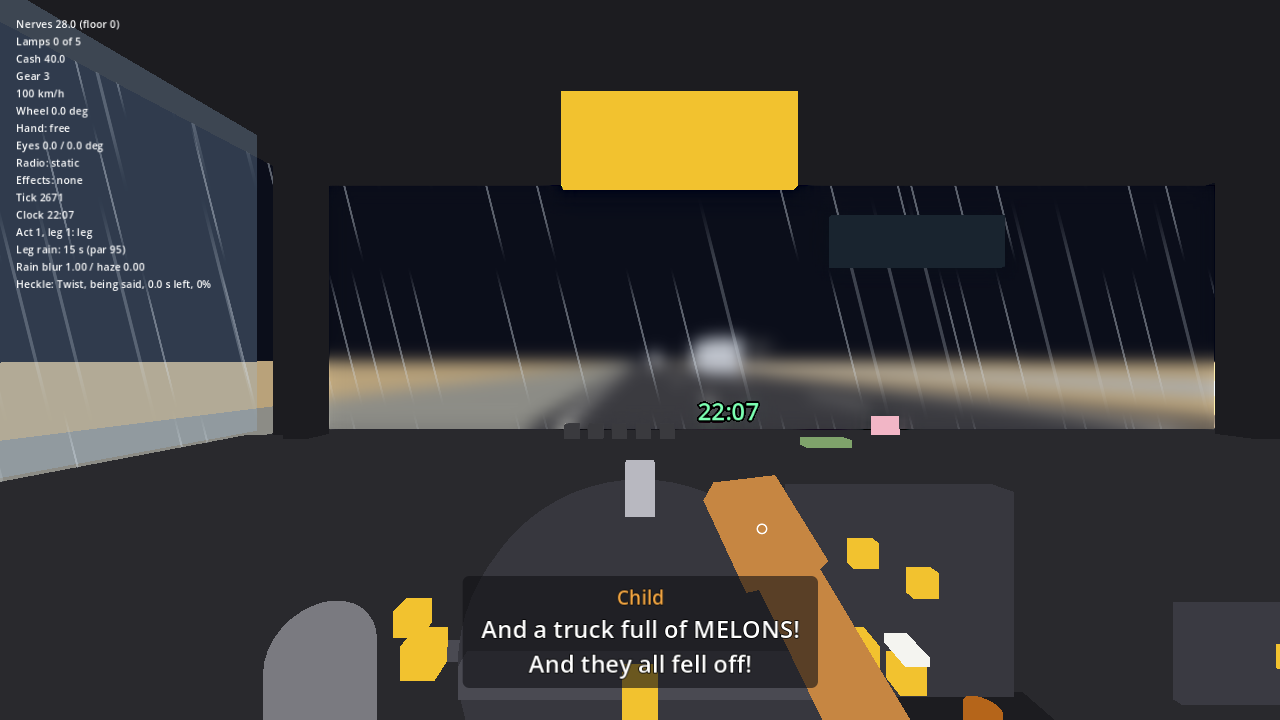 Nerves 28.0 (floor 0)
Lamps 0 of 5
Cash 40.0
Gear 3
100 km/h
Wheel 0.0 deg
Hand: free
Eyes 0.0 / 0.0 deg
Radio: static
Effects: none
Tick 2671
Clock 22:07
Act 1, leg 1: leg
Leg rain: 15 s (par 95)
Rain blur 1.00 / haze 0.00
Heckle: Twist, being said, 0.0 s left, 0%
22:07
Child
And a truck full of MELONS!
And they all fell off!